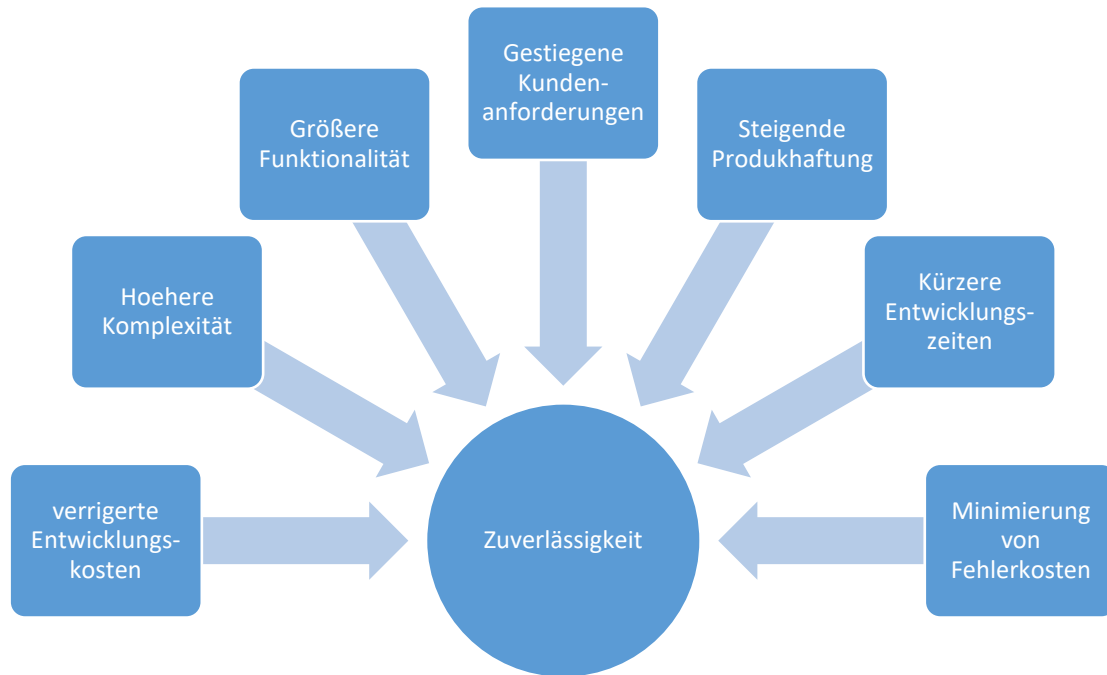 Gestiegene
Kunden-
anforderungen
Größere
Funktionalität
Steigende
Produkhaftung
Hoehere
Komplexität
Kürzere
Entwicklungs-
zeiten
verrigerte
Entwicklungs-
kosten
Zuverlässigkeit
Minimierung
von
Fehlerkosten